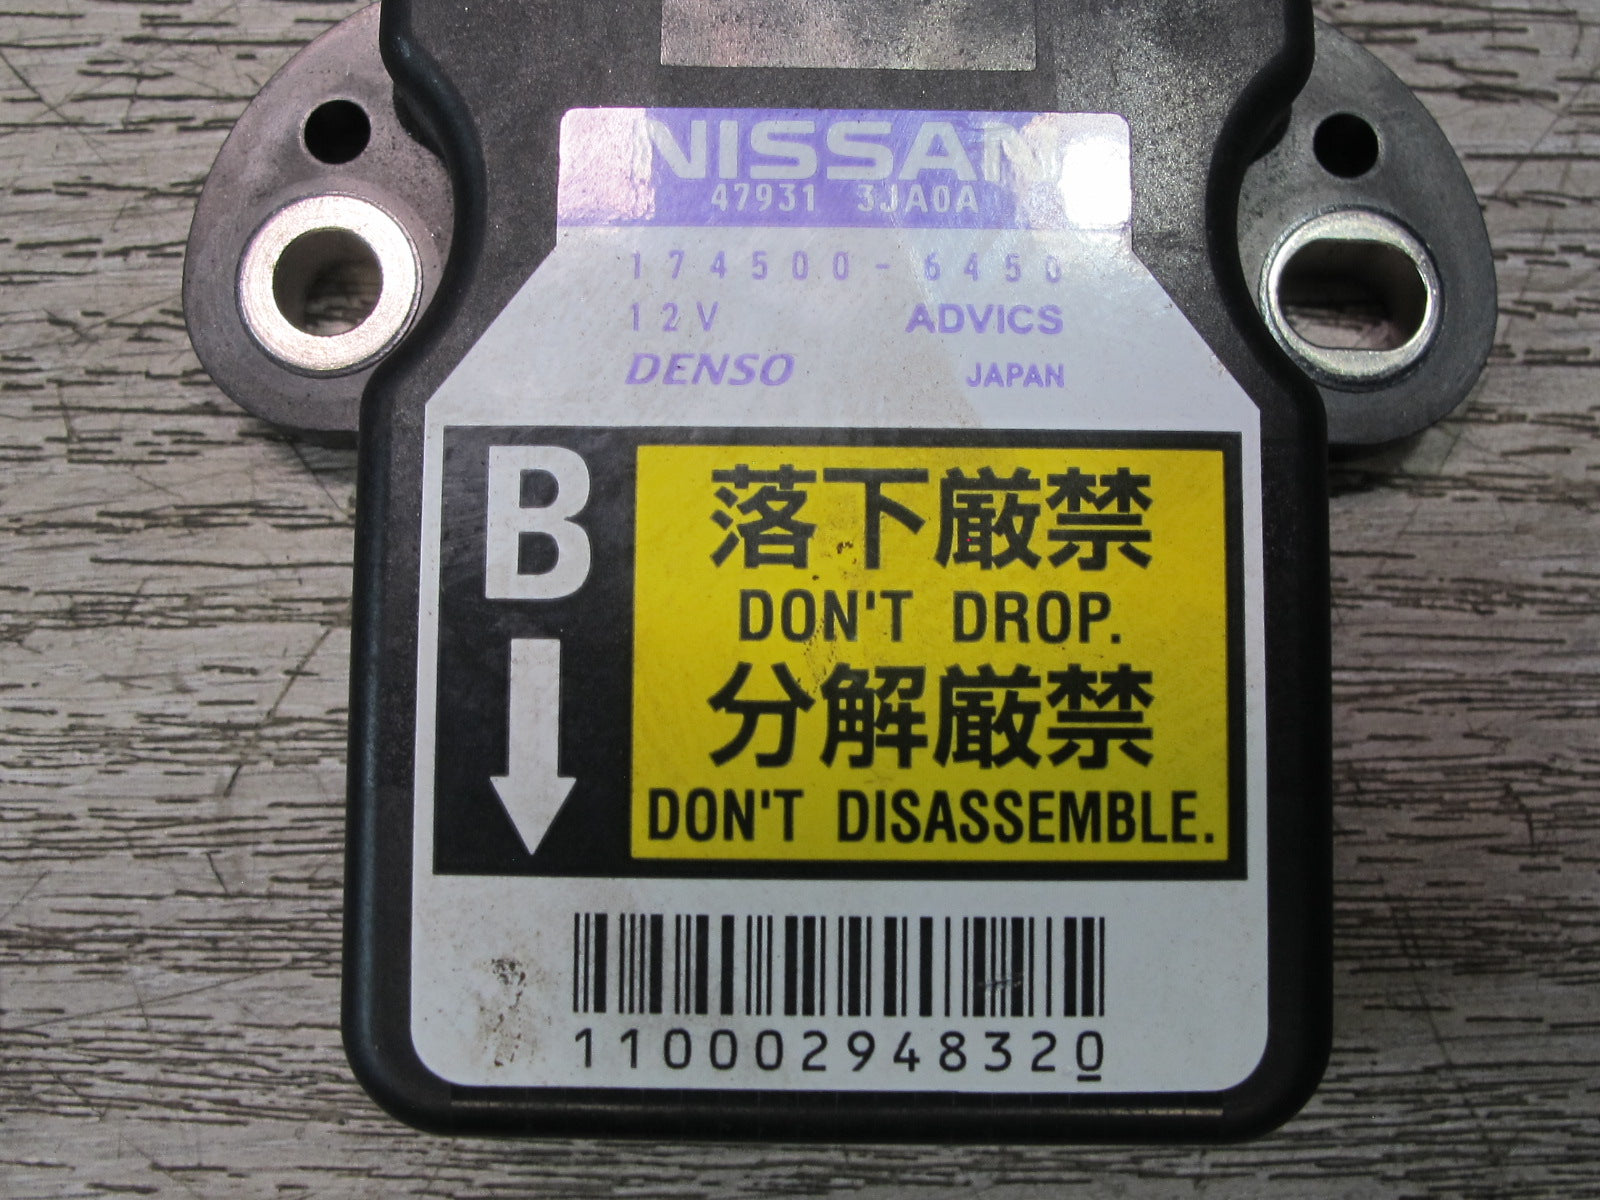 NISSAN
47931 3JA0A
174500-6450
12V ADVICS
DENSO JAPAN
B
落下厳禁
DON'T DROP.
分解厳禁
DON'T DISASSEMBLE.
110002948320